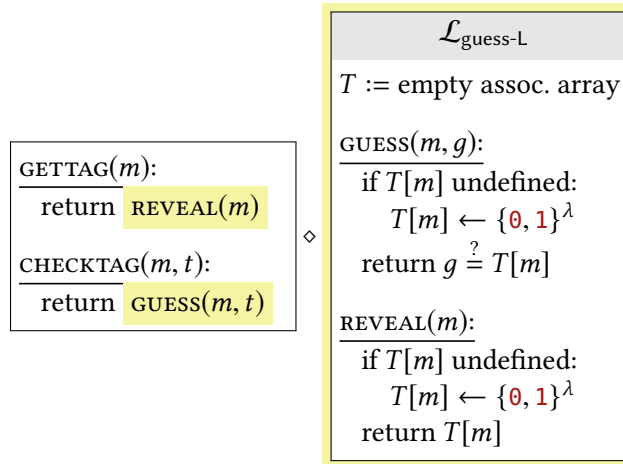 GETTAG(m):
return REVEAL(m)
CHECKTAG(m, t):
return GUESS(m, t)
⋄
𝓛guess-L
T := empty assoc. array
GUESS(m, g):
if T[m] undefined:
T[m] ← {0, 1}^λ
return g ≟ T[m]
REVEAL(m):
if T[m] undefined:
T[m] ← {0, 1}^λ
return T[m]